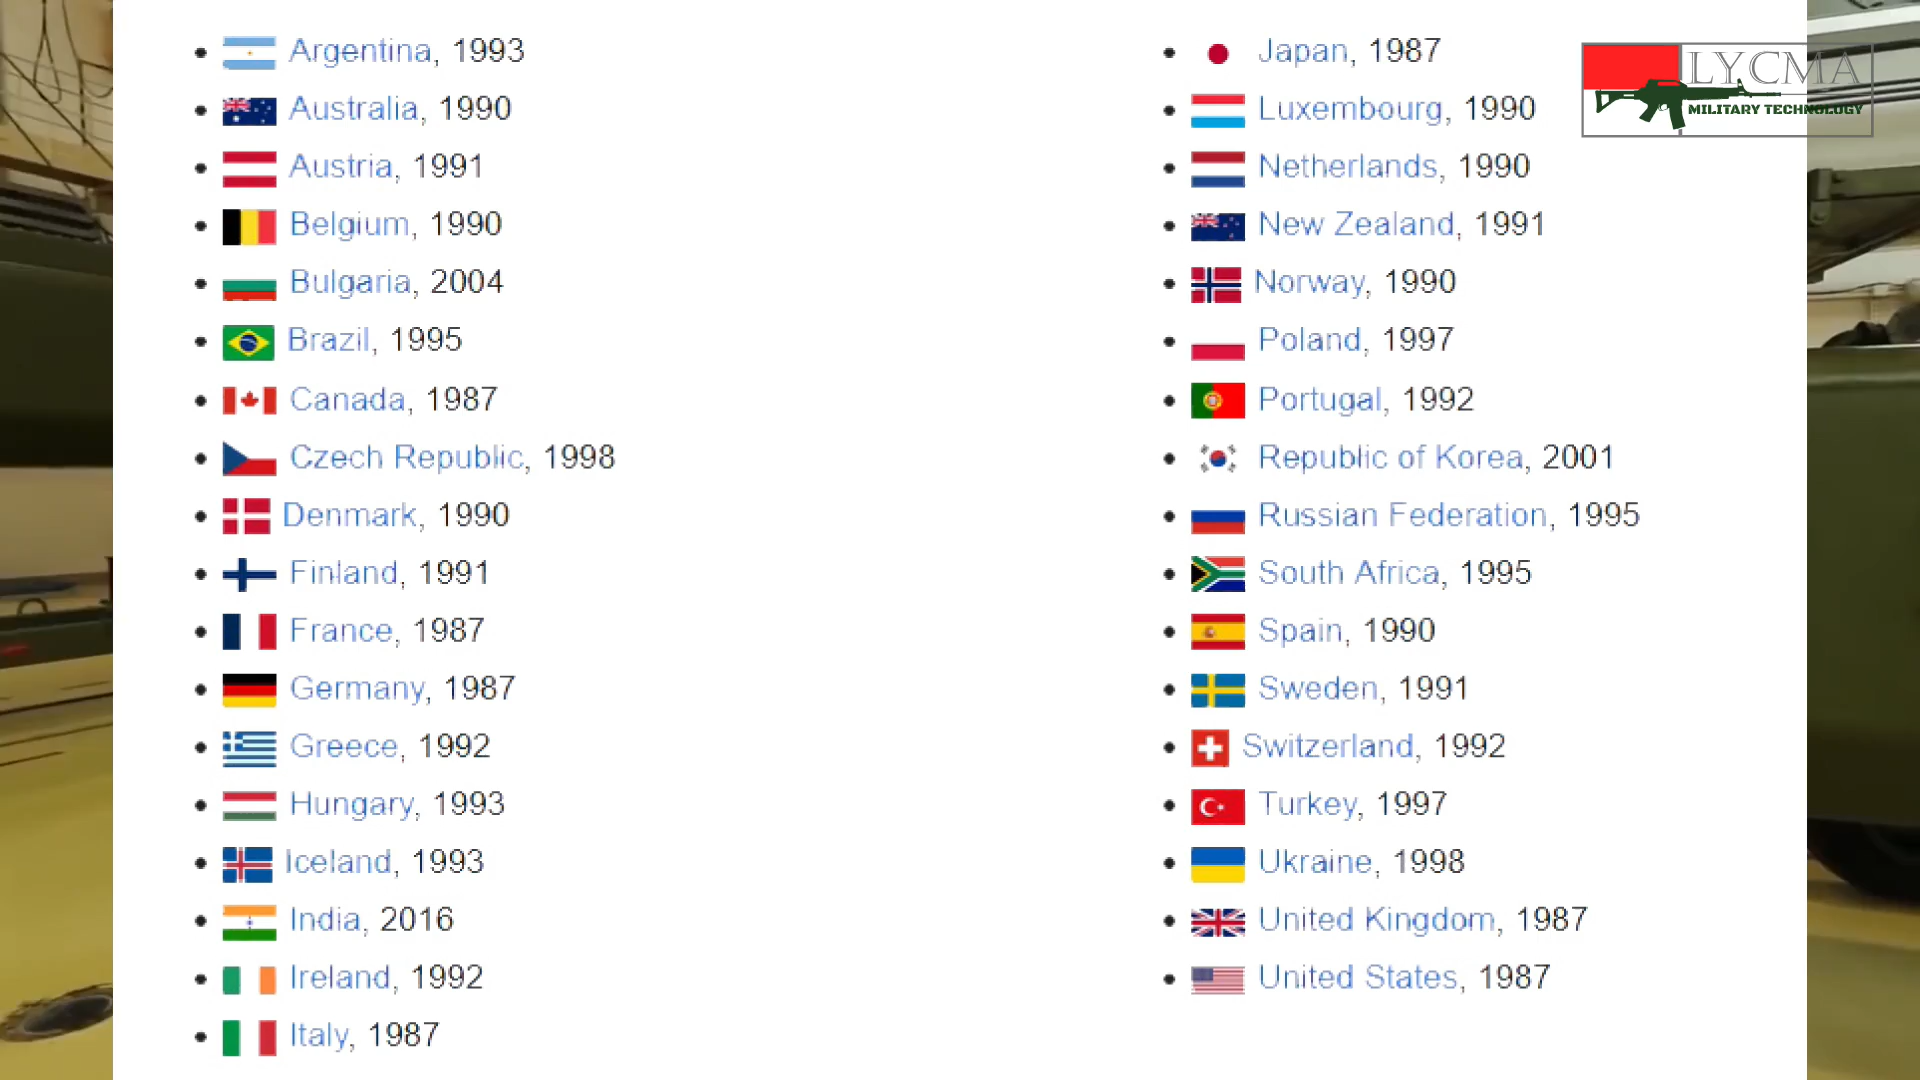 Argentina, 1993
Australia, 1990
Austria, 1991
Belgium, 1990
Bulgaria, 2004
Brazil, 1995
Canada, 1987
Czech Republic, 1998
Denmark, 1990
Finland, 1991
France, 1987
Germany, 1987
Greece, 1992
Hungary, 1993
Iceland, 1993
India, 2016
Ireland, 1992
Italy, 1987
Japan, 1987
Luxembourg, 1990
Netherlands, 1990
New Zealand, 1991
Norway, 1990
Poland, 1997
Portugal, 1992
Republic of Korea, 2001
Russian Federation, 1995
South Africa, 1995
Spain, 1990
Sweden, 1991
Switzerland, 1992
Turkey, 1997
Ukraine, 1998
United Kingdom, 1987
United States, 1987
LYCMA
MILITARY TECHNOLOGY